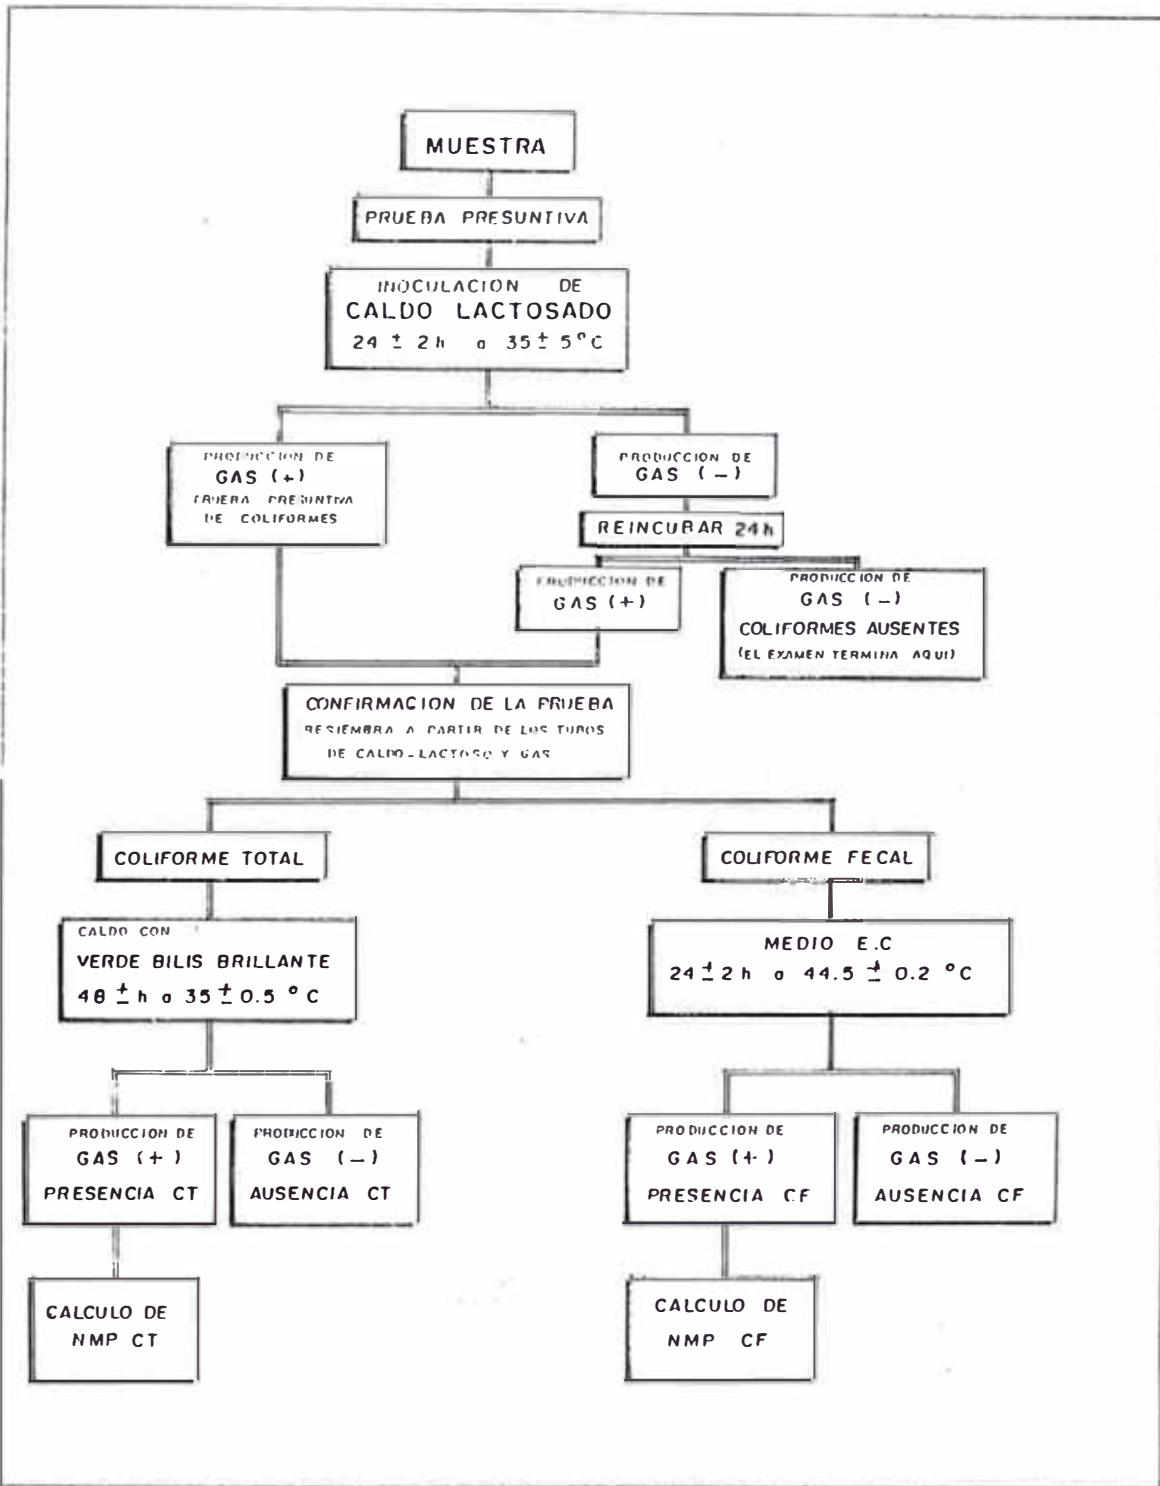 MUESTRA
PRUEBA PRESUNTIVA
INOCULACION DE
CALDO LACTOSADO
24 ± 2h a 35 ± 5°C
PRODUCCION DE
GAS (+)
PRUEBA PRESUNTIVA
DE COLIFORMES
PRODUCCION DE
GAS (-)
REINCUBAR 24h
PRODUCCION DE
GAS (+)
PRODUCCION DE
GAS (-)
COLIFORMES AUSENTES
(EL EXAMEN TERMINA AQUI)
CONFIRMACION DE LA PRUEBA
RESIEMBRA A PARTIR DE LOS TUBOS
DE CALDO-LACTOSO Y GAS
COLIFORME TOTAL
COLIFORME FECAL
CALDO CON
VERDE BILIS BRILLANTE
48 ± h a 35 ± 0.5 °C
MEDIO E.C
24 ± 2h a 44.5 ± 0.2 °C
PRODUCCION DE
GAS (+)
PRESENCIA CT
PRODUCCION DE
GAS (-)
AUSENCIA CT
PRODUCCION DE
GAS (+)
PRESENCIA CF
PRODUCCION DE
GAS (-)
AUSENCIA CF
CALCULO DE
NMP CT
CALCULO DE
NMP CF